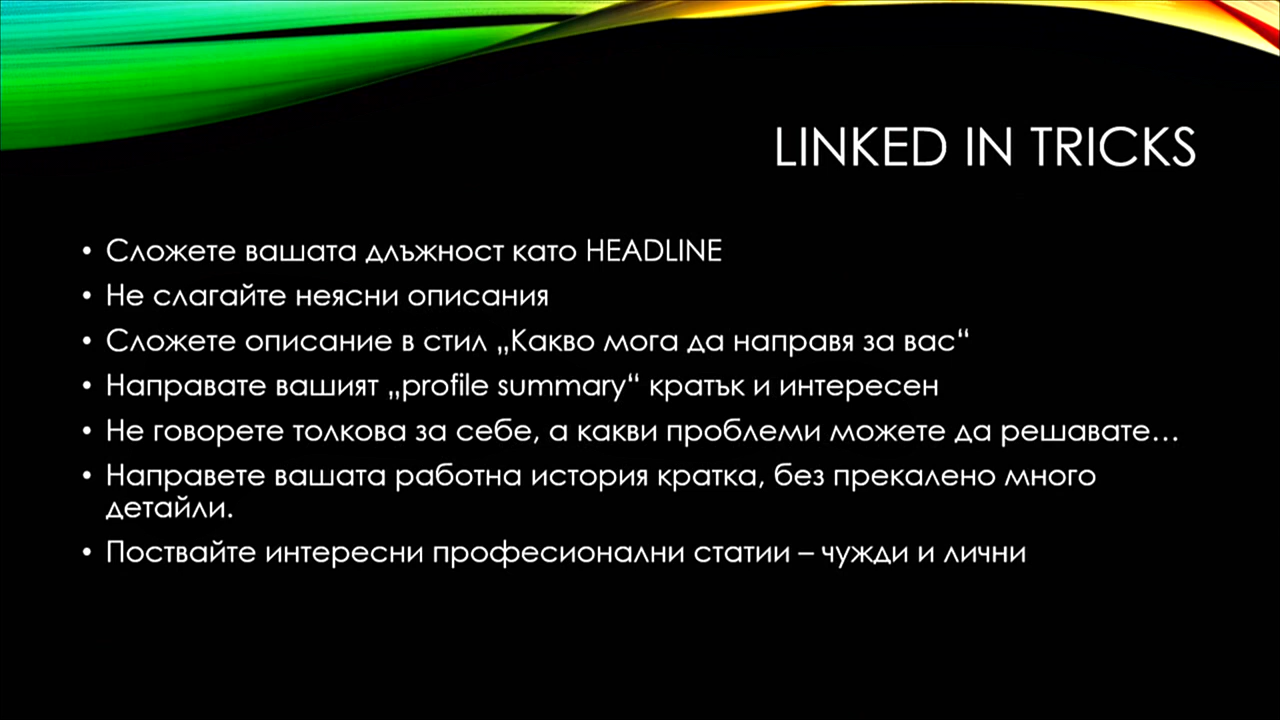 LINKED IN TRICKS
• Сложете вашата длъжност като HEADLINE
• Не слагайте неясни описания
• Сложете описание в стил „Какво мога да направя за вас“
• Направате вашият „profile summary“ кратък и интересен
• Не говорете толкова за себе, а какви проблеми можете да решавате…
• Направете вашата работна история кратка, без прекалено много
детайли.
• Поствайте интересни професионални статии – чужди и лични